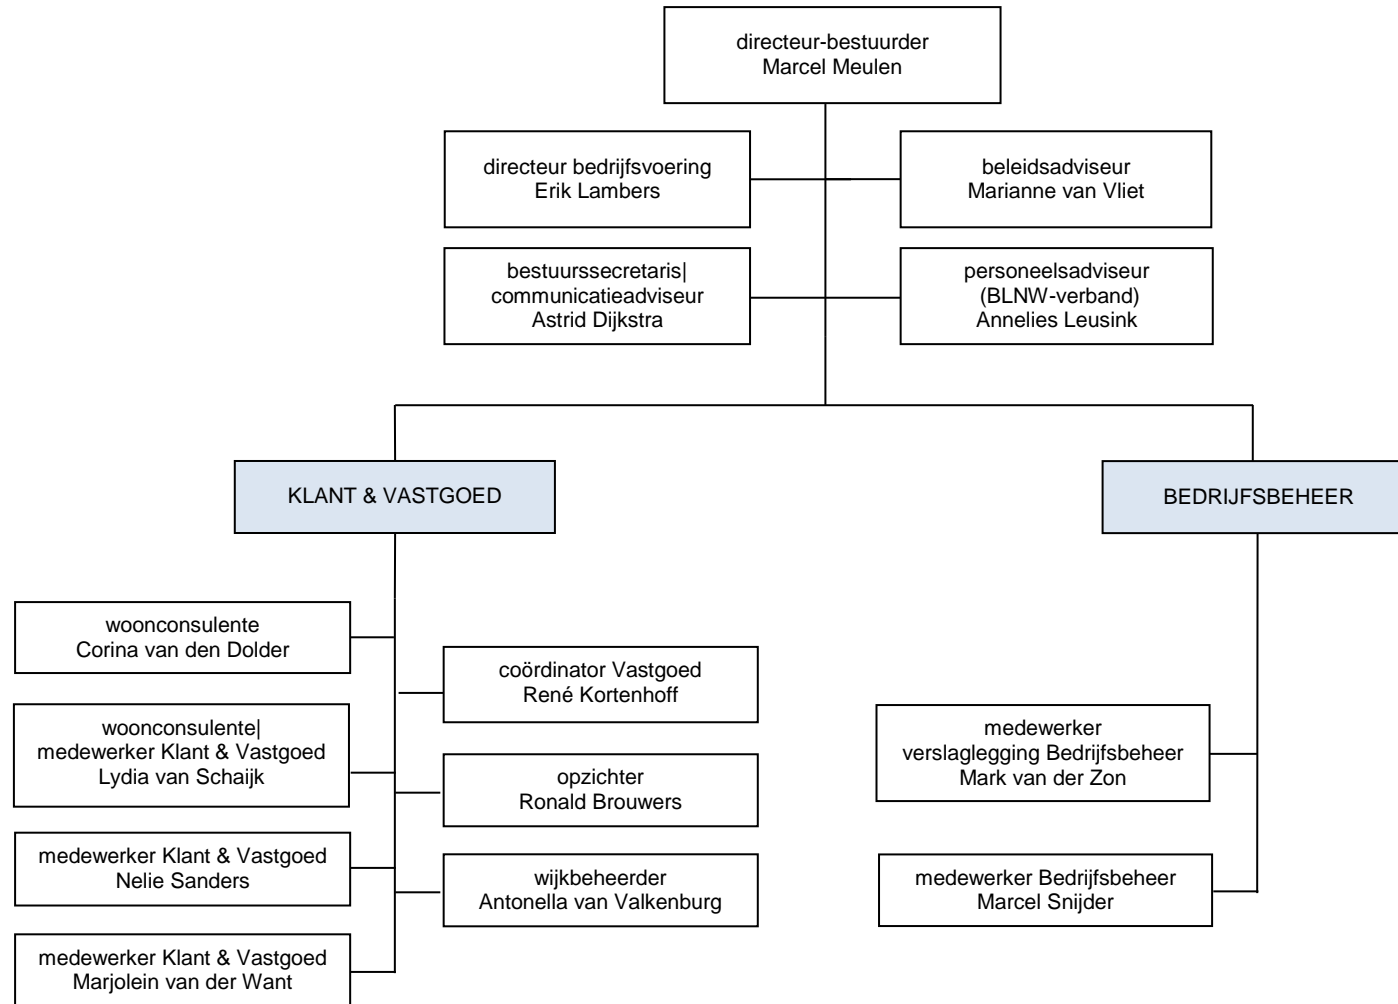 directeur-bestuurder
Marcel Meulen
directeur bedrijfsvoering
Erik Lambers
beleidsadviseur
Marianne van Vliet
bestuurssecretaris|
communicatieadviseur
Astrid Dijkstra
personeelsadviseur
(BLNW-verband)
Annelies Leusink
KLANT & VASTGOED
BEDRIJFSBEHEER
woonconsulente
Corina van den Dolder
woonconsulente|
medewerker Klant & Vastgoed
Lydia van Schaijk
medewerker Klant & Vastgoed
Nelie Sanders
medewerker Klant & Vastgoed
Marjolein van der Want
coördinator Vastgoed
René Kortenhoff
opzichter
Ronald Brouwers
wijkbeheerder
Antonella van Valkenburg
medewerker
verslaglegging Bedrijfsbeheer
Mark van der Zon
medewerker Bedrijfsbeheer
Marcel Snijder